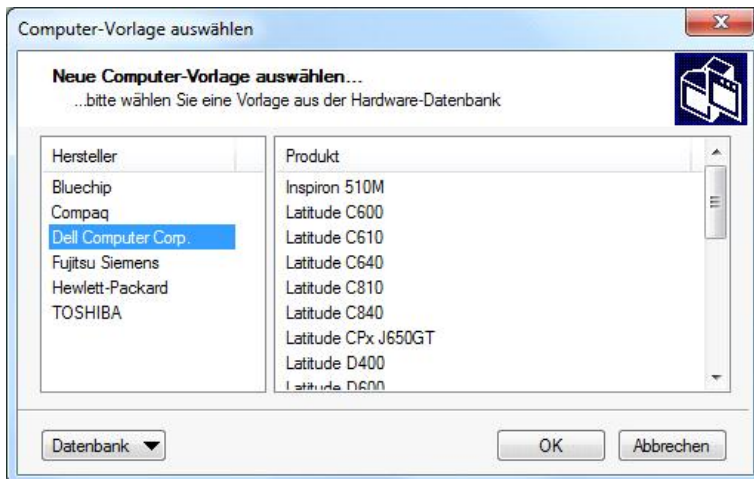 Computer-Vorlage auswählen
Neue Computer-Vorlage auswählen...
...bitte wählen Sie eine Vorlage aus der Hardware-Datenbank
Hersteller
Bluechip
Compaq
Dell Computer Corp.
Fujitsu Siemens
Hewlett-Packard
TOSHIBA
Produkt
Inspiron 510M
Latitude C600
Latitude C610
Latitude C640
Latitude C810
Latitude C840
Latitude CPx J650GT
Latitude D400
Latitude D600
Datenbank
OK
Abbrechen